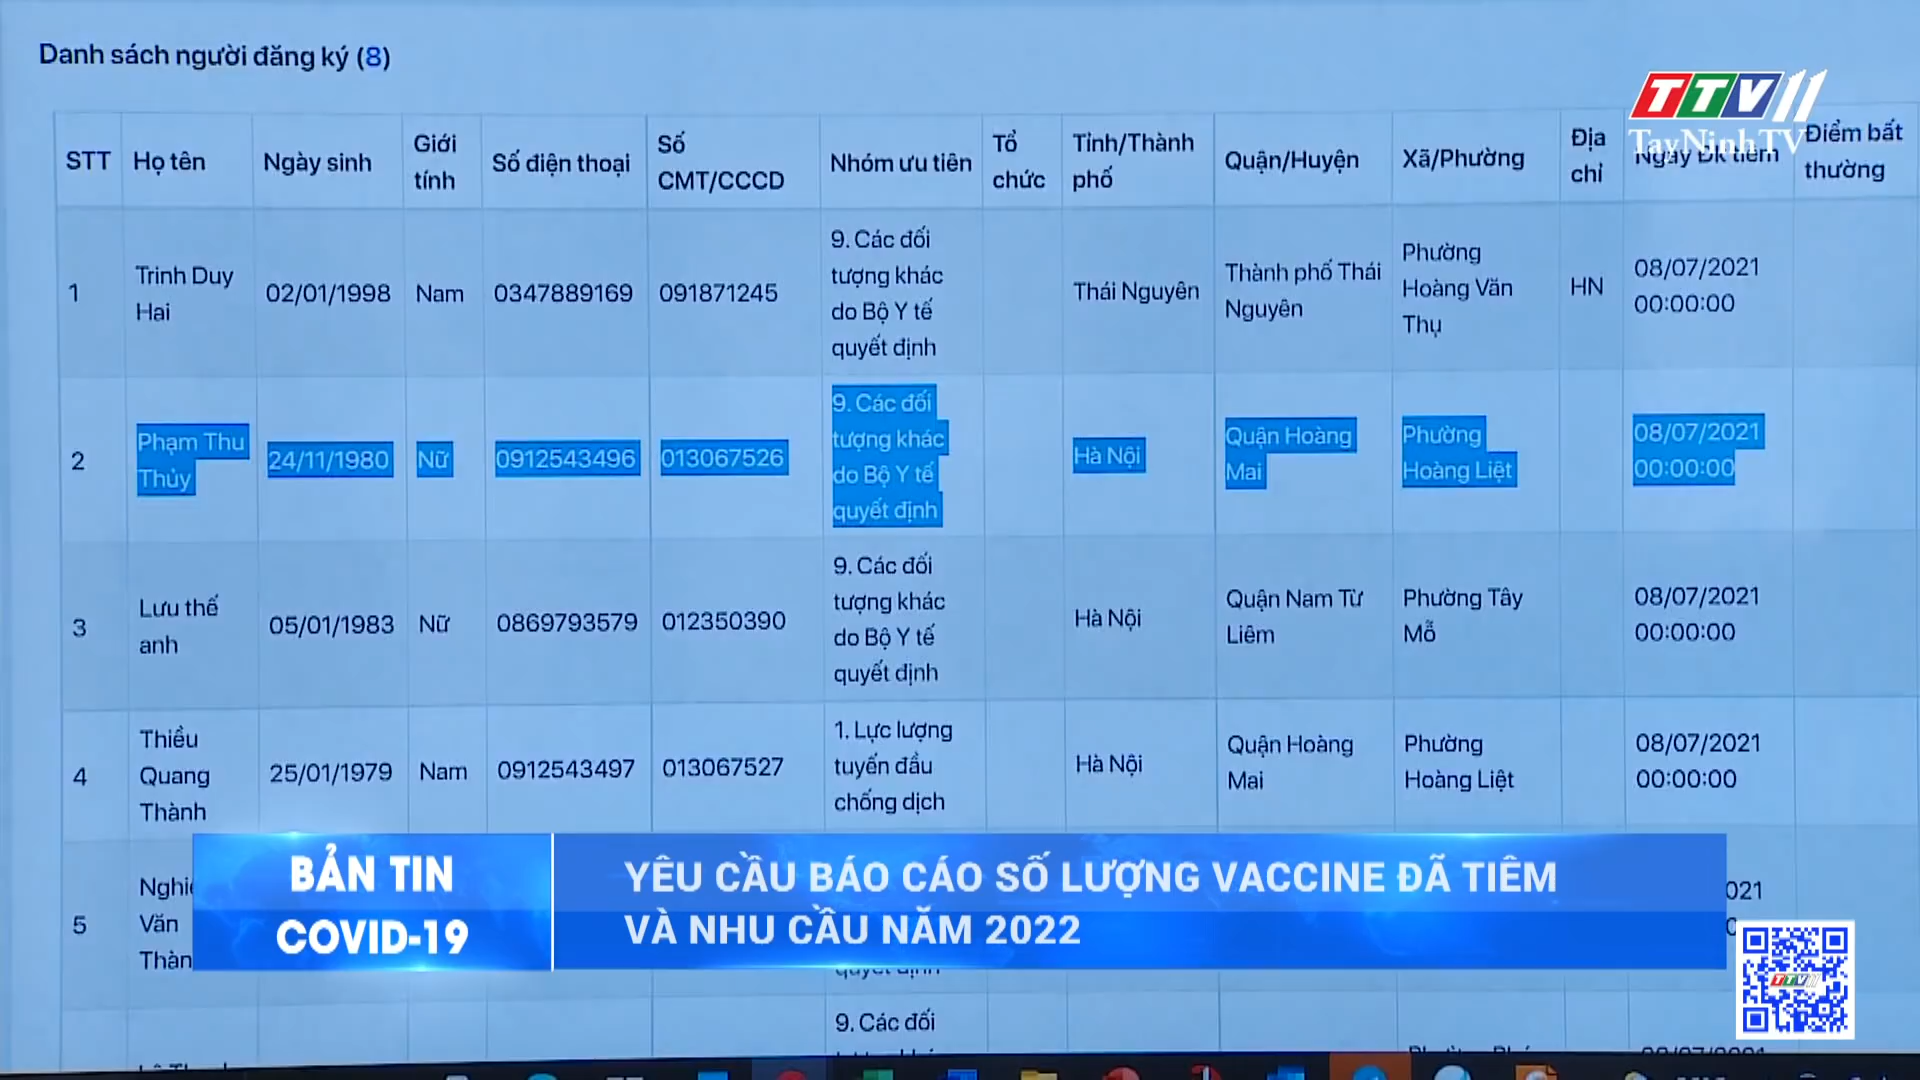 Danh sách người đăng ký (8)
TTV11
TayNinhTV
STT Họ tên Ngày sinh Giới tính Số điện thoại Số CMT/CCCD Nhóm ưu tiên Tổ chức Tỉnh/Thành phố Quận/Huyện Xã/Phường Địa chỉ Ngày ĐK tiêm Điểm bất thường
1 Trinh Duy Hai 02/01/1998 Nam 0347889169 091871245 9. Các đối tượng khác do Bộ Y tế quyết định Thái Nguyên Thành phố Thái Nguyên Phường Hoàng Văn Thụ HN 08/07/2021 00:00:00
2 Phạm Thu Thủy 24/11/1980 Nữ 0912543496 013067526 9. Các đối tượng khác do Bộ Y tế quyết định Hà Nội Quận Hoàng Mai Phường Hoàng Liệt 08/07/2021 00:00:00
3 Lưu thế anh 05/01/1983 Nữ 0869793579 012350390 9. Các đối tượng khác do Bộ Y tế quyết định Hà Nội Quận Nam Từ Liêm Phường Tây Mỗ 08/07/2021 00:00:00
4 Thiều Quang Thành 25/01/1979 Nam 0912543497 013067527 1. Lực lượng tuyến đầu chống dịch Hà Nội Quận Hoàng Mai Phường Hoàng Liệt 08/07/2021 00:00:00
5 Văn
9. Các đối
BẢN TIN
COVID-19
YÊU CẦU BÁO CÁO SỐ LƯỢNG VACCINE ĐÃ TIÊM
VÀ NHU CẦU NĂM 2022
TTV11